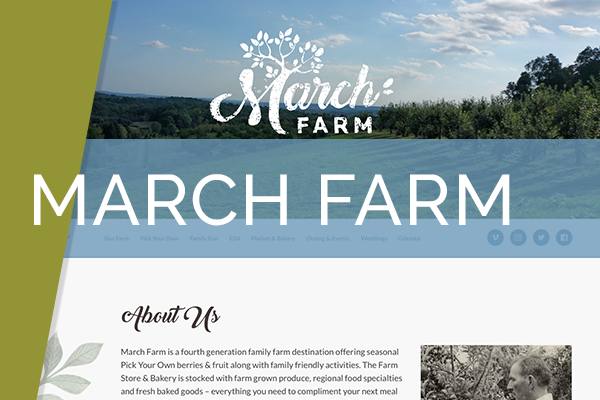 March
FARM
MARCH FARM
Our Farm Pick Your Own Family Fun CSA Market & Bakery Dining & Events Weddings Calendar
About Us
March Farm is a fourth generation family farm destination offering seasonal
Pick Your Own berries & fruit along with family friendly activities. The Farm
Store & Bakery is stocked with farm grown produce, regional food specialties
and fresh baked goods – everything you need to compliment your next meal